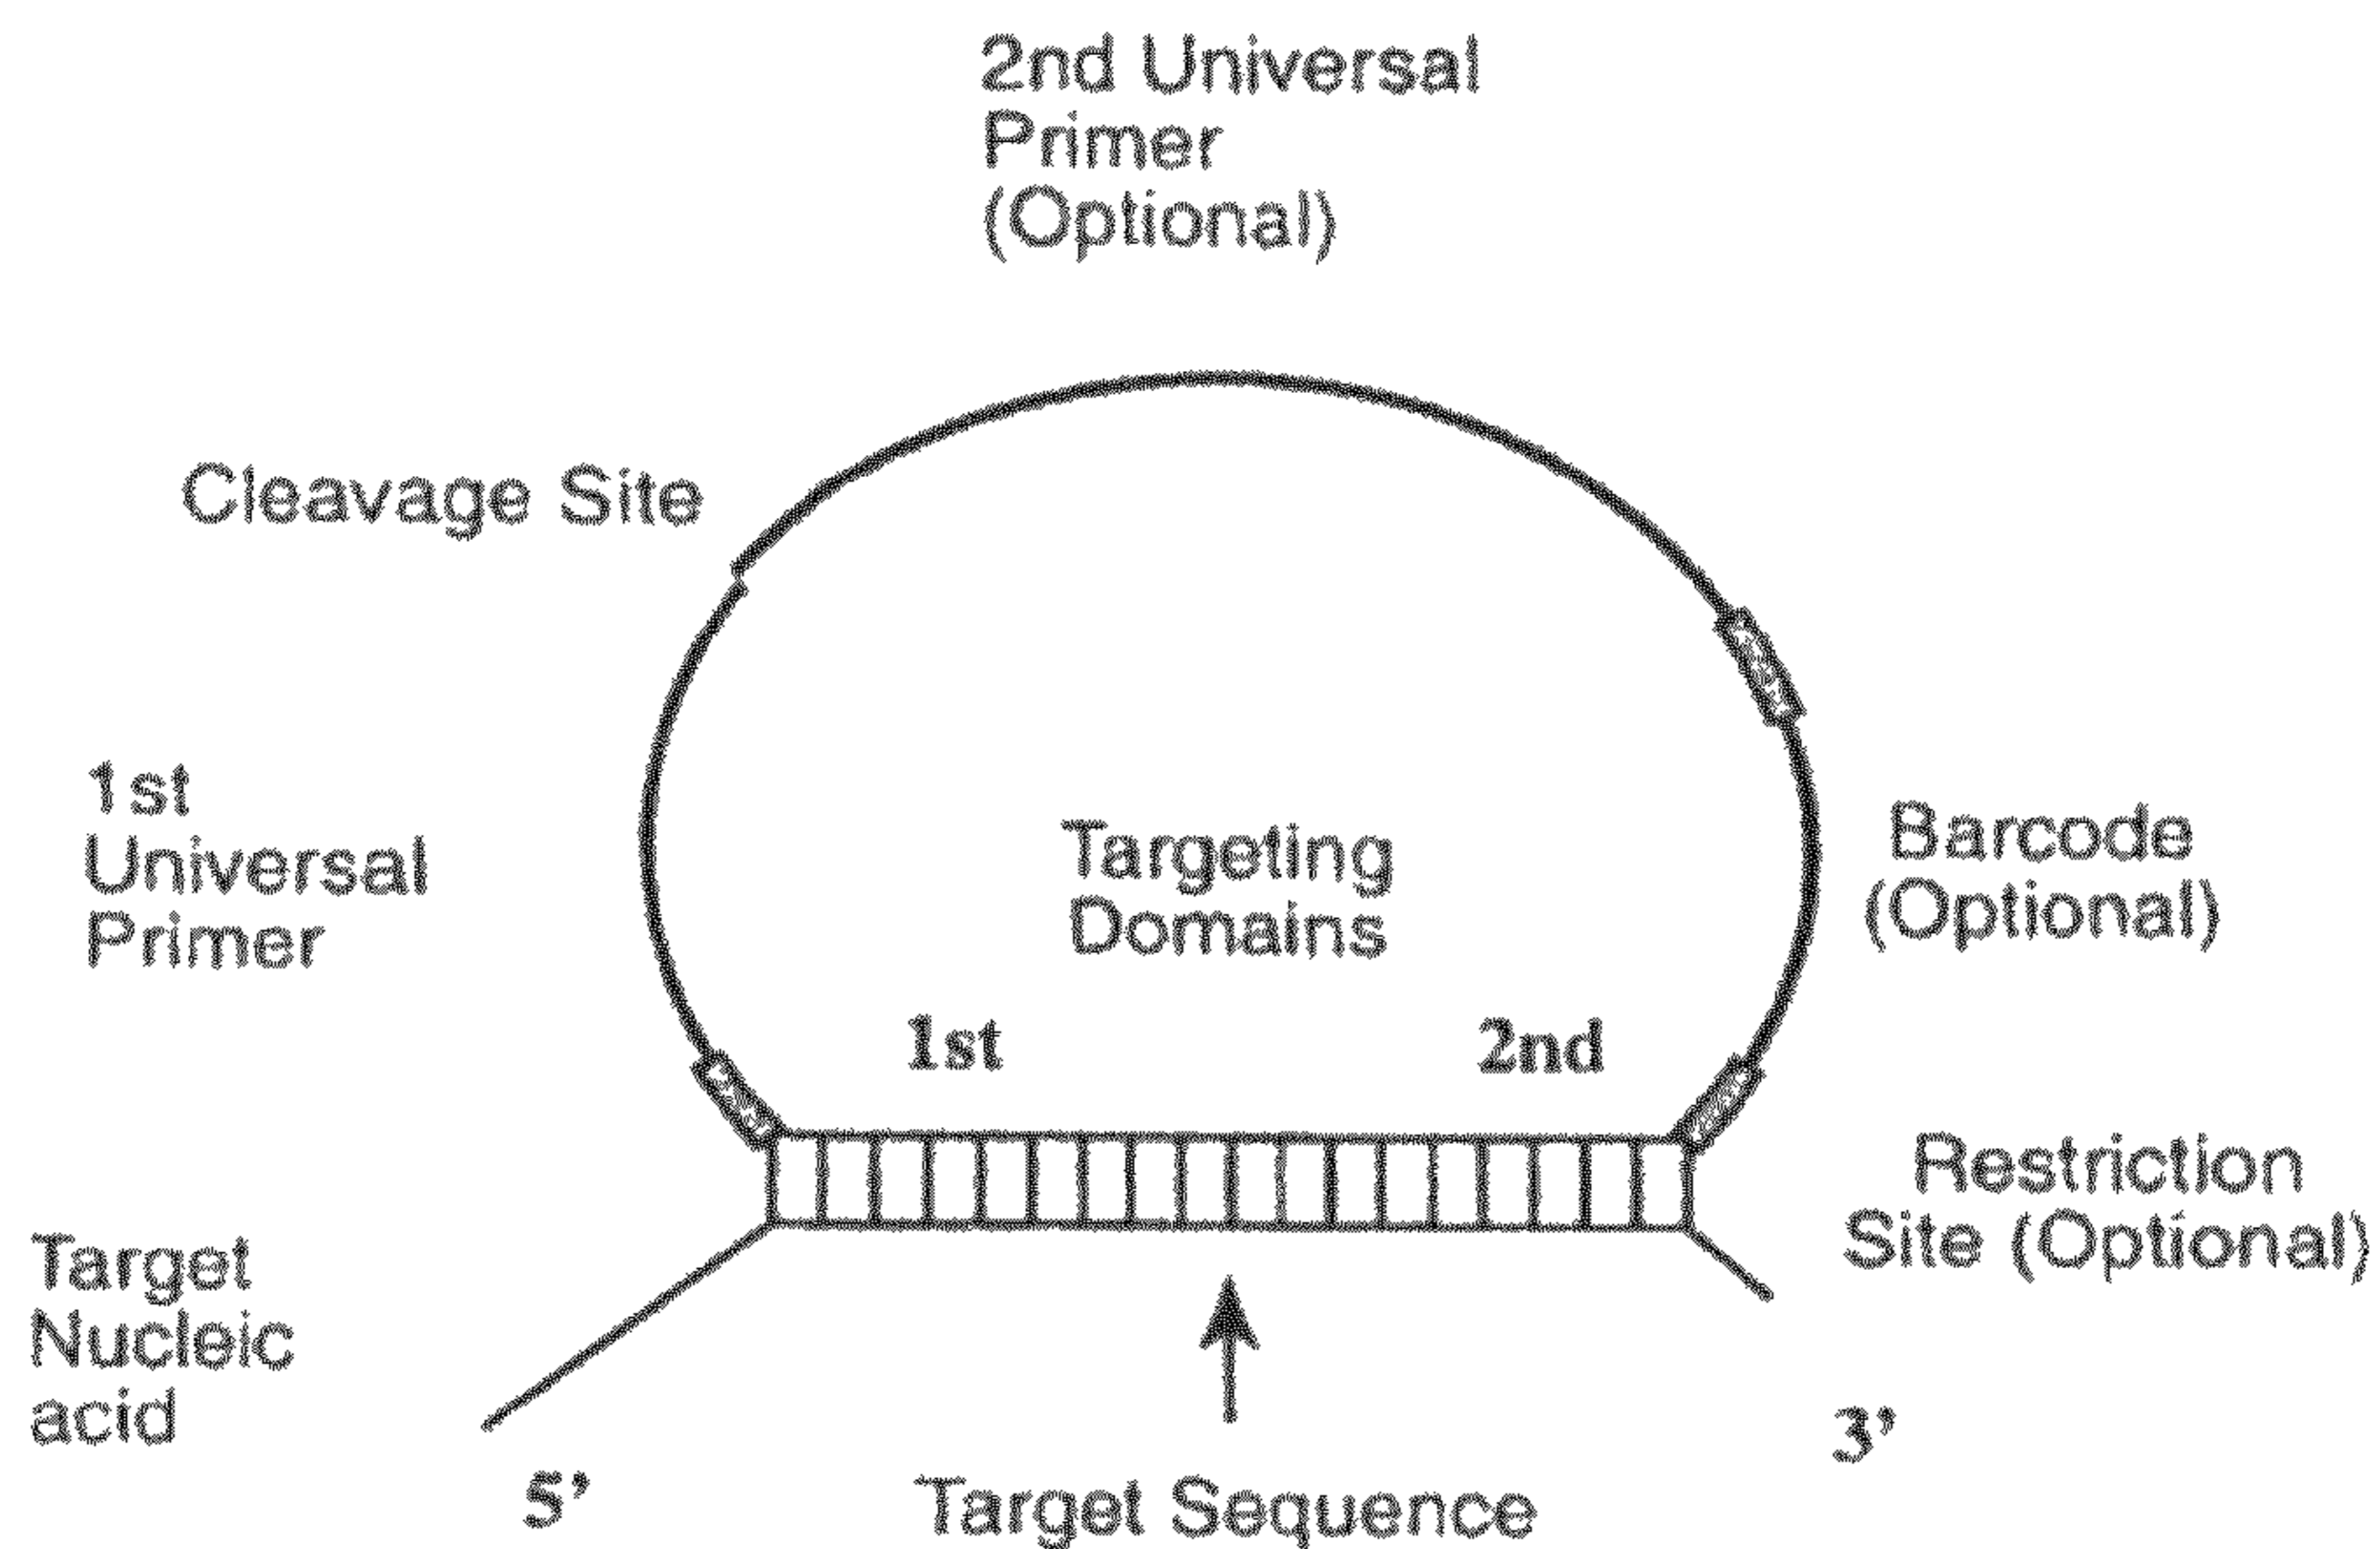 2nd Universal
Primer
(Optional)
Cleavage Site
1st
Universal
Primer
Targeting
Domains
Barcode
(Optional)
1st
2nd
Restriction
Site (Optional)
Target
Nucleic
acid
5’
3’
Target Sequence